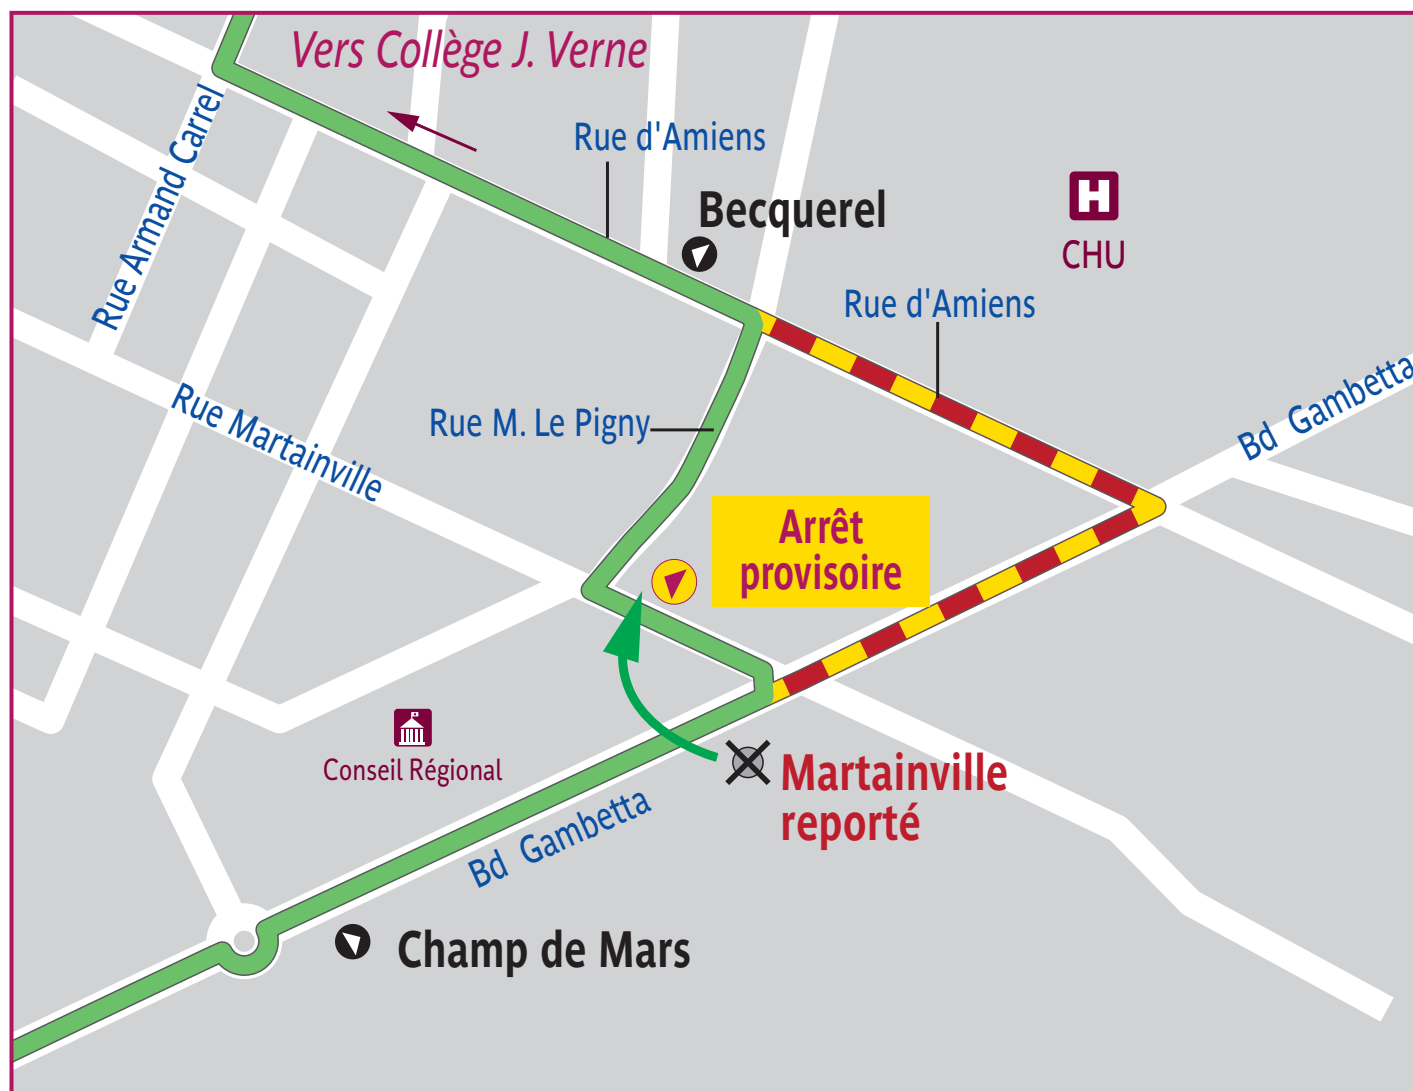 Vers Collège J. Verne
Rue Armand Carrel
Rue d'Amiens
Becquerel
H
CHU
Rue d'Amiens
Bd Gambetta
Rue Martainville
Rue M. Le Pigny
Arrêt
provisoire
Conseil Régional
Martainville
reporté
Bd Gambetta
Champ de Mars